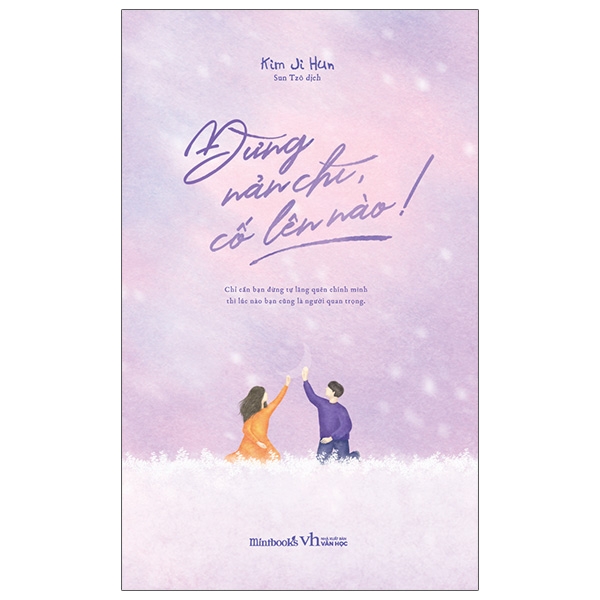 Kim Ji Hun
Sun Tzô dịch
Đừng
nản chí,
cố lên nào!
Chỉ cần bạn đừng tự lãng quên chính mình
thì lúc nào bạn cũng là người quan trọng.
Mintbooks vh NHÀ XUẤT BẢN
VĂN HỌC